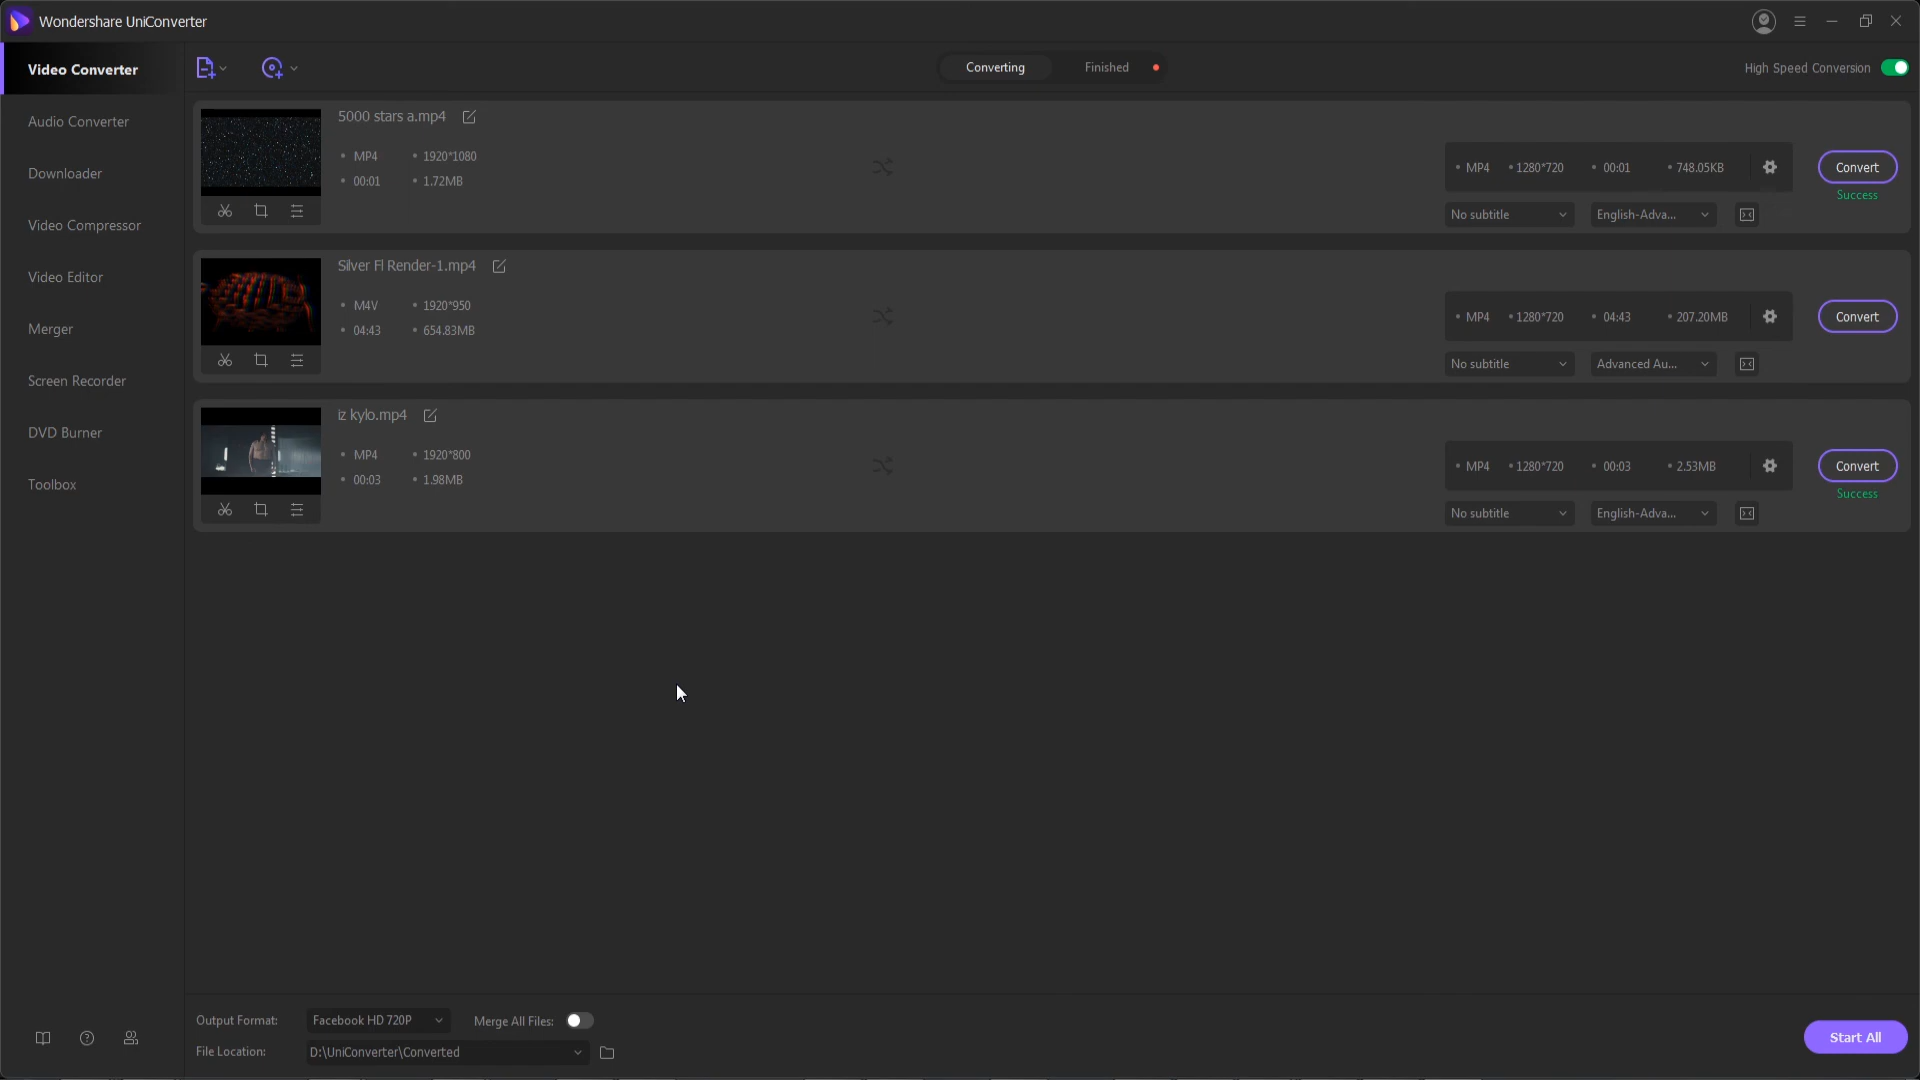 Wondershare UniConverter
Video Converter
Audio Converter
Downloader
Video Compressor
Video Editor
Merger
Screen Recorder
DVD Burner
Toolbox
Converting
Finished
High Speed Conversion
5000 stars a.mp4
MP4 1920*1080
00:01 1.72MB
MP4 1280*720 00:01 748.05KB
Convert
Success
No subtitle
English-Adva...
Silver Fl Render-1.mp4
M4V 1920*950
04:43 654.83MB
MP4 1280*720 04:43 207.20MB
Convert
No subtitle
Advanced Au...
iz kylo.mp4
MP4 1920*800
00:03 1.98MB
MP4 1280*720 00:03 2.53MB
Convert
Success
No subtitle
English-Adva...
Output Format: Facebook HD 720P
Merge All Files:
File Location: D:\UniConverter\Converted
Start All